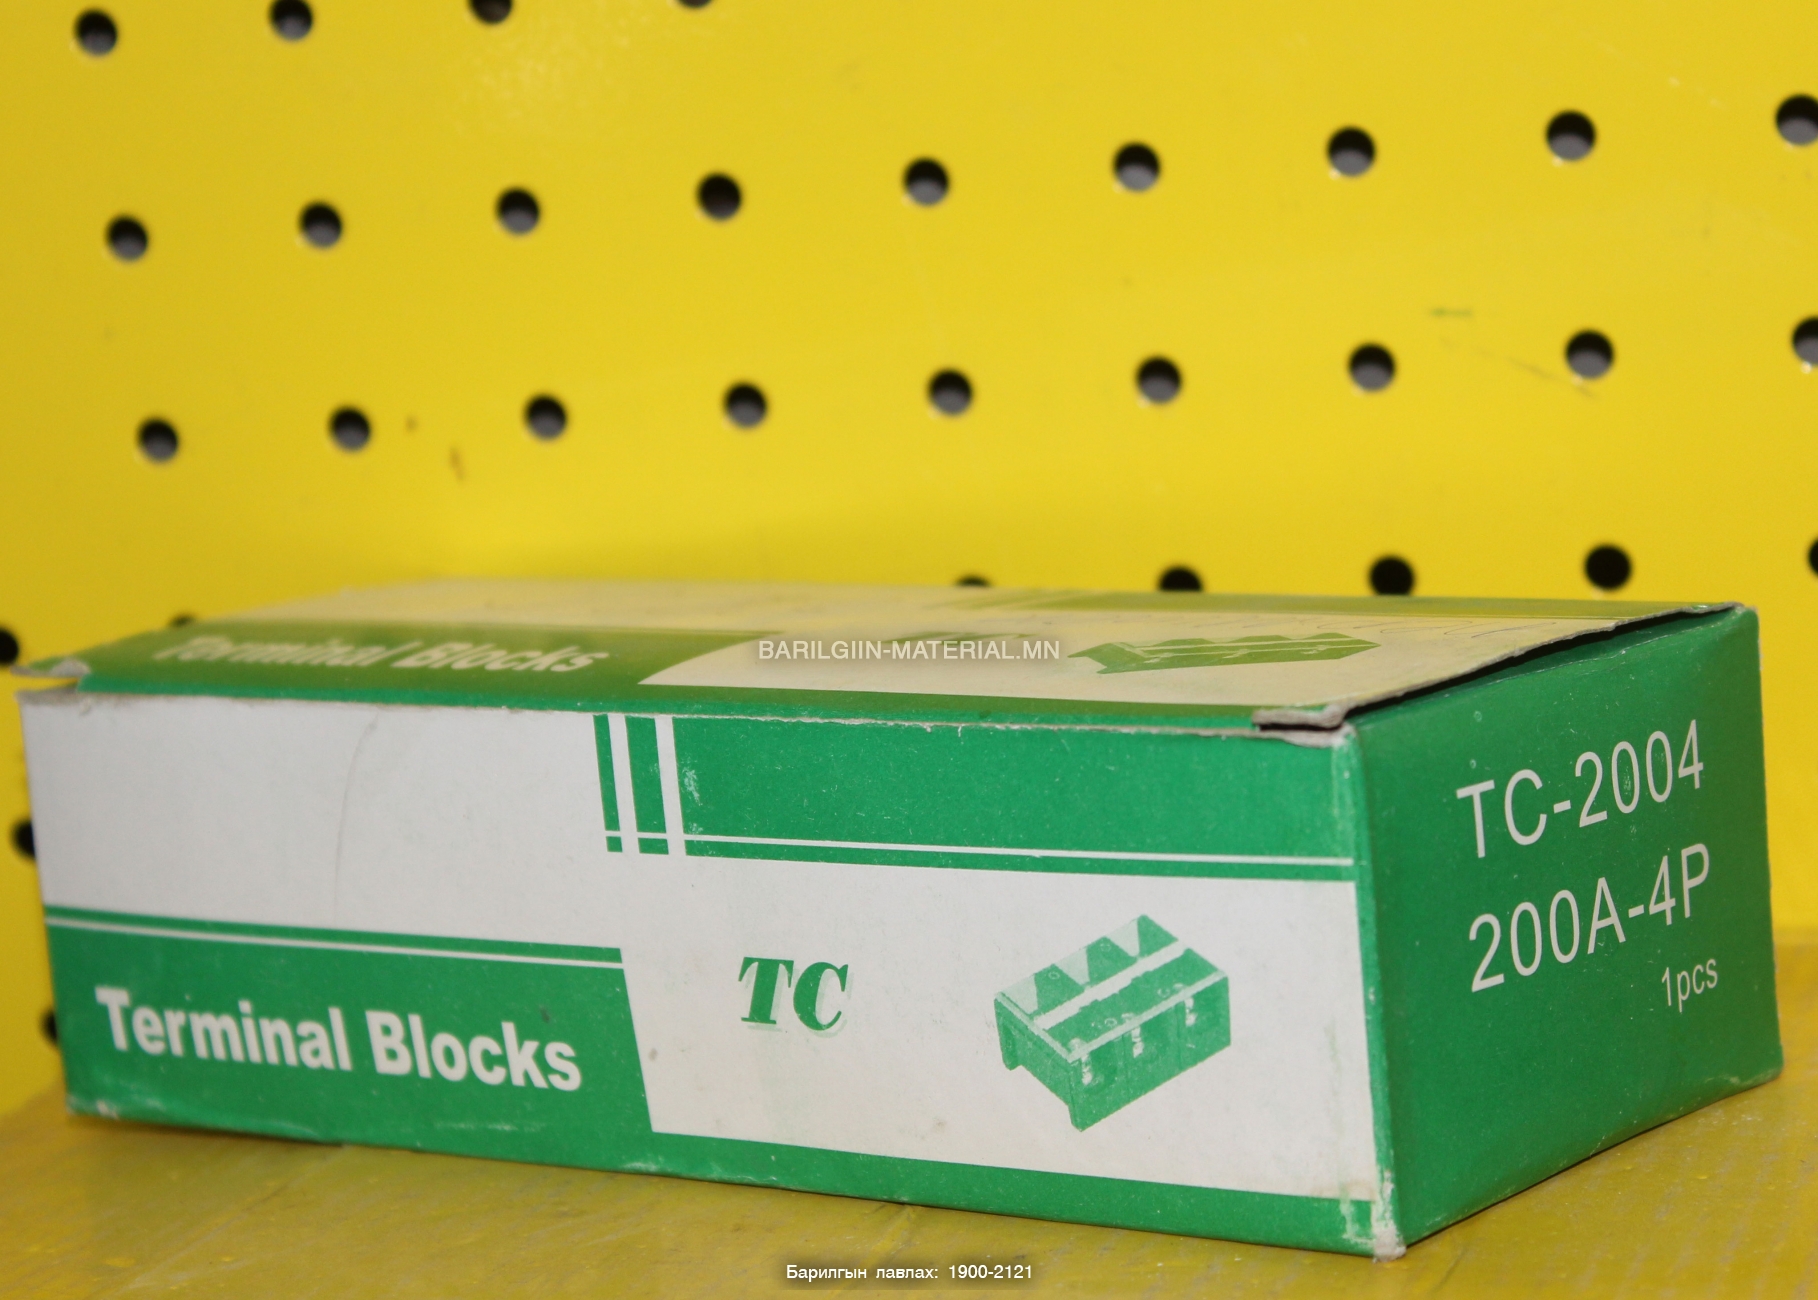 Terminal Blocks
BARILGIIN-MATERIAL.MN
TC-2004
200A-4P
1pcs
TC
Terminal Blocks
Барилгын лавлах: 1900-2121